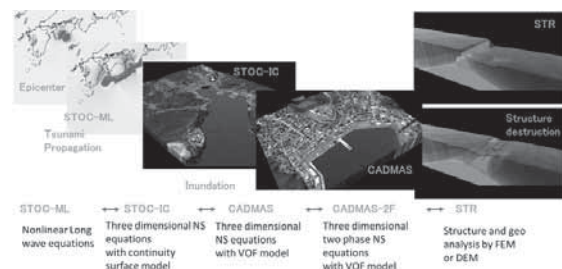 Epicenter
STOC-ML
Tsunami
Propagation
STOC-IC
Inundation
CADMAS
STR
Structure
destruction
STOC-ML ↔ STOC-IC ↔ CADMAS ↔ CADMAS-2F ↔ STR
Nonlinear Long
wave equations
Three dimensional NS
equations
with continuity
surface model
Three dimensional
NS equations
with VOF model
Three dimensional
two phase NS
equations
with VOF model
Structure and geo
analysis by FEM
or DEM